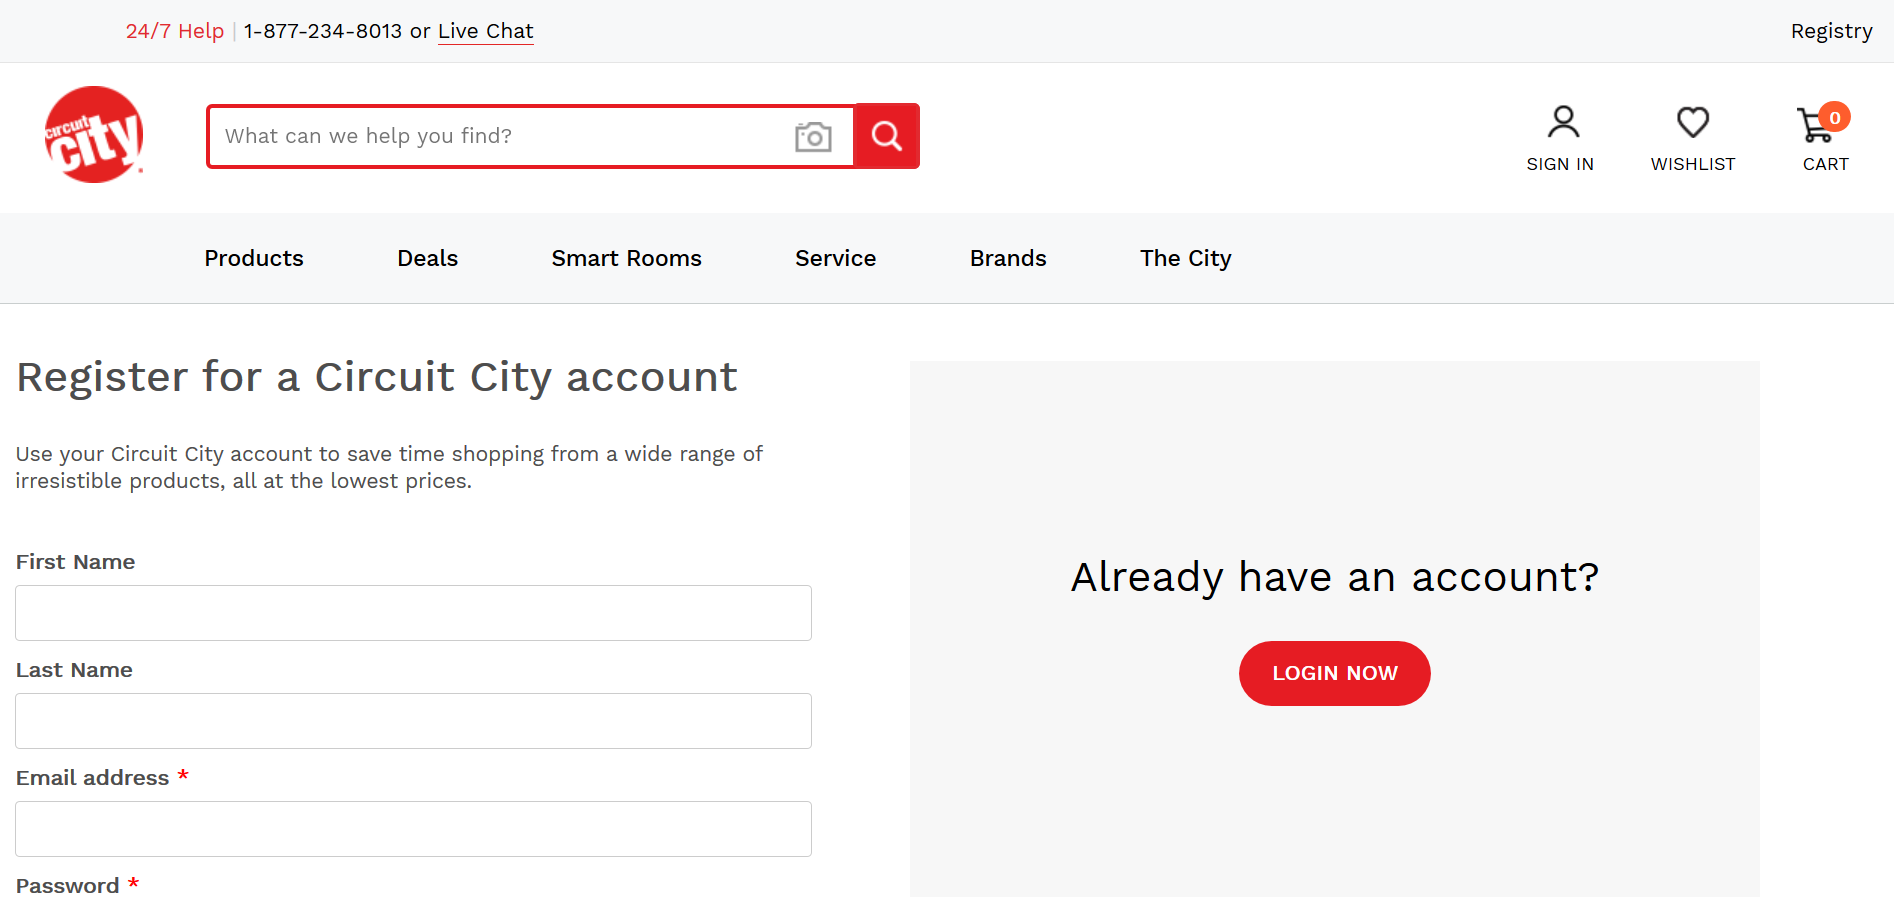 24/7 Help | 1-877-234-8013 or Live Chat
Registry
circuit
city
What can we help you find?
SIGN IN
WISHLIST
0
CART
Products
Deals
Smart Rooms
Service
Brands
The City
Register for a Circuit City account
Use your Circuit City account to save time shopping from a wide range of
irresistible products, all at the lowest prices.
First Name
Last Name
Email address *
Password *
Already have an account?
LOGIN NOW